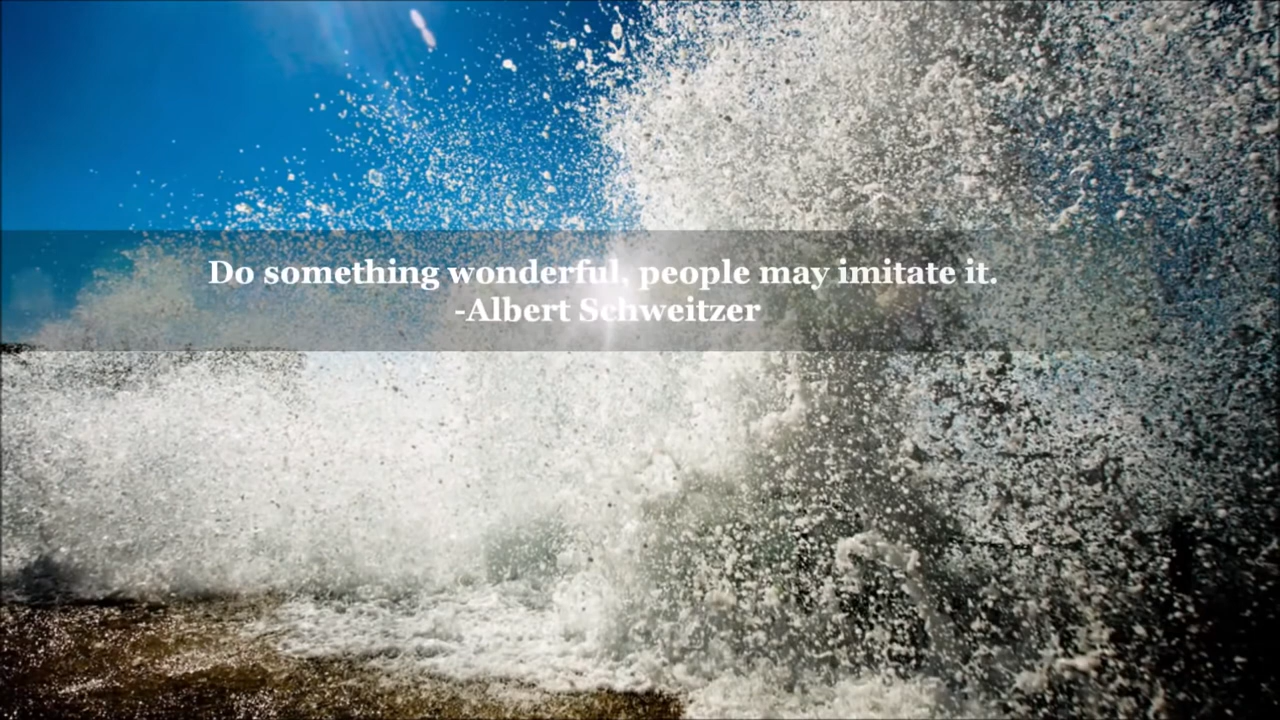 Do something wonderful, people may imitate it.
-Albert Schweitzer